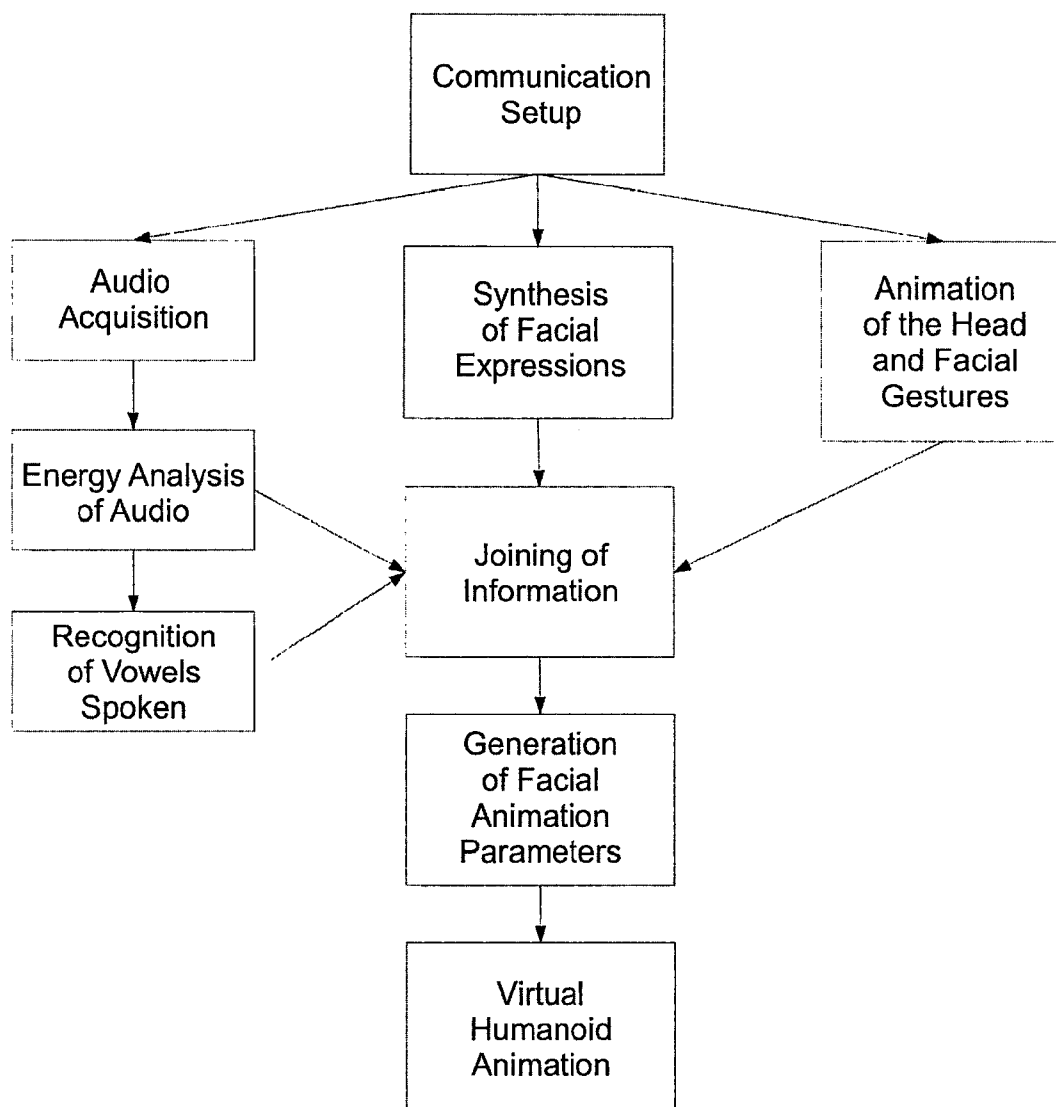 Communication
Setup
Audio
Acquisition
Synthesis
of Facial
Expressions
Animation
of the Head
and Facial
Gestures
Energy Analysis
of Audio
Joining of
Information
Recognition
of Vowels
Spoken
Generation
of Facial
Animation
Parameters
Virtual
Humanoid
Animation